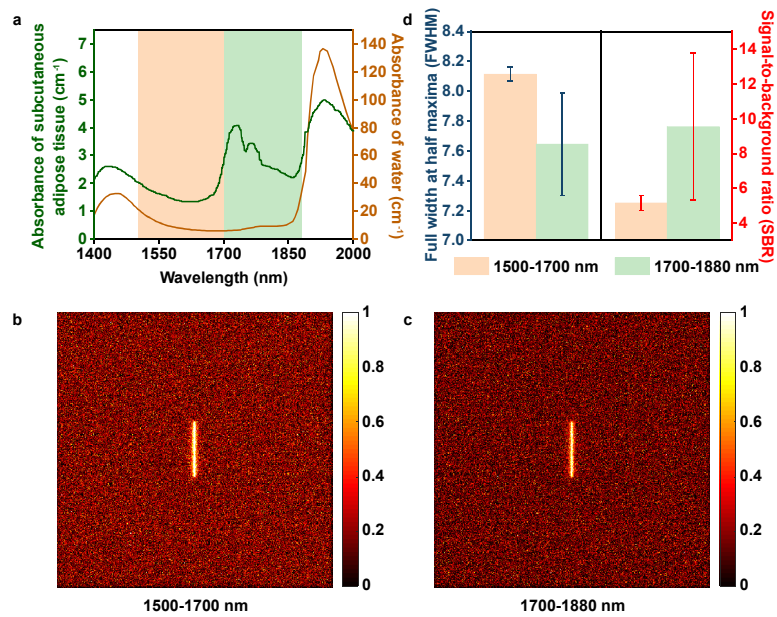 a
Absorbance of subcutaneous
adipose tissue (cm⁻¹)
7
6
5
4
3
2
1
0
1400
1550
1700
1850
2000
Wavelength (nm)
140
120
100
80
60
40
20
0
Absorbance of water
(cm⁻¹)
d
Full width at half maxima (FWHM)
8.4
8.2
8.0
7.8
7.6
7.4
7.2
7.0
14
12
10
8
6
4
Signal-to-background
ratio (SBR)
1500-1700 nm
1700-1880 nm
b
1
0.8
0.6
0.4
0.2
0
1500-1700 nm
c
1
0.8
0.6
0.4
0.2
0
1700-1880 nm